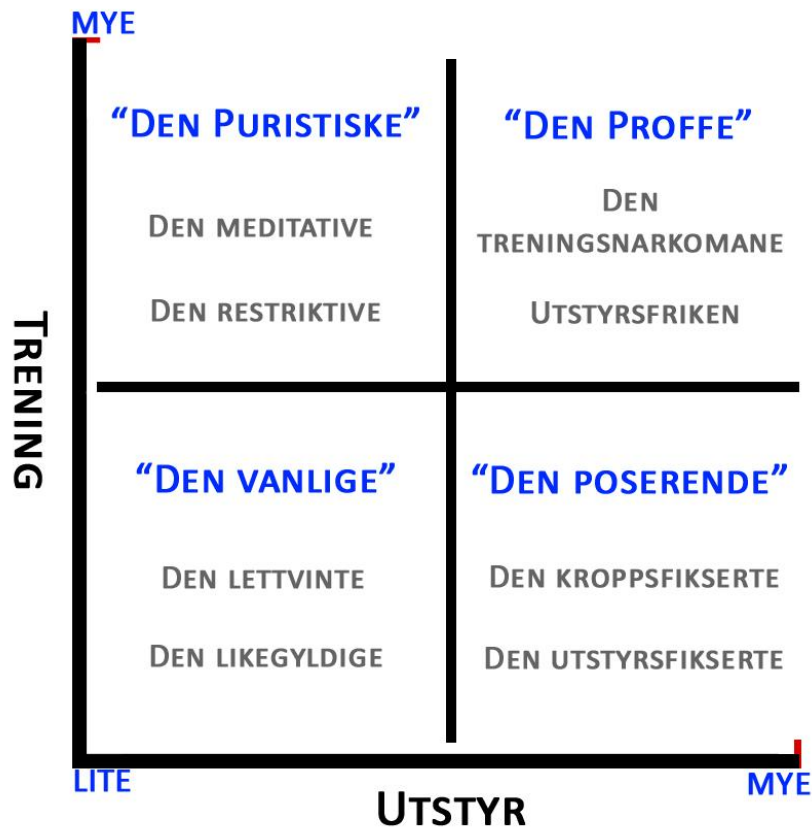 MYE
“DEN PURISTISKE”
DEN MEDITATIVE
DEN RESTRIKTIVE
“DEN PROFFE”
DEN
TRENINGSNARKOMANE
UTSTYRSFRIKEN
TRENING
“DEN VANLIGE”
DEN LETTVINTE
DEN LIKEGYLDIGE
“DEN POSERENDE”
DEN KROPPSFIKSERTE
DEN UTSTYRSFIKSERTE
LITE
UTSTYR
MYE